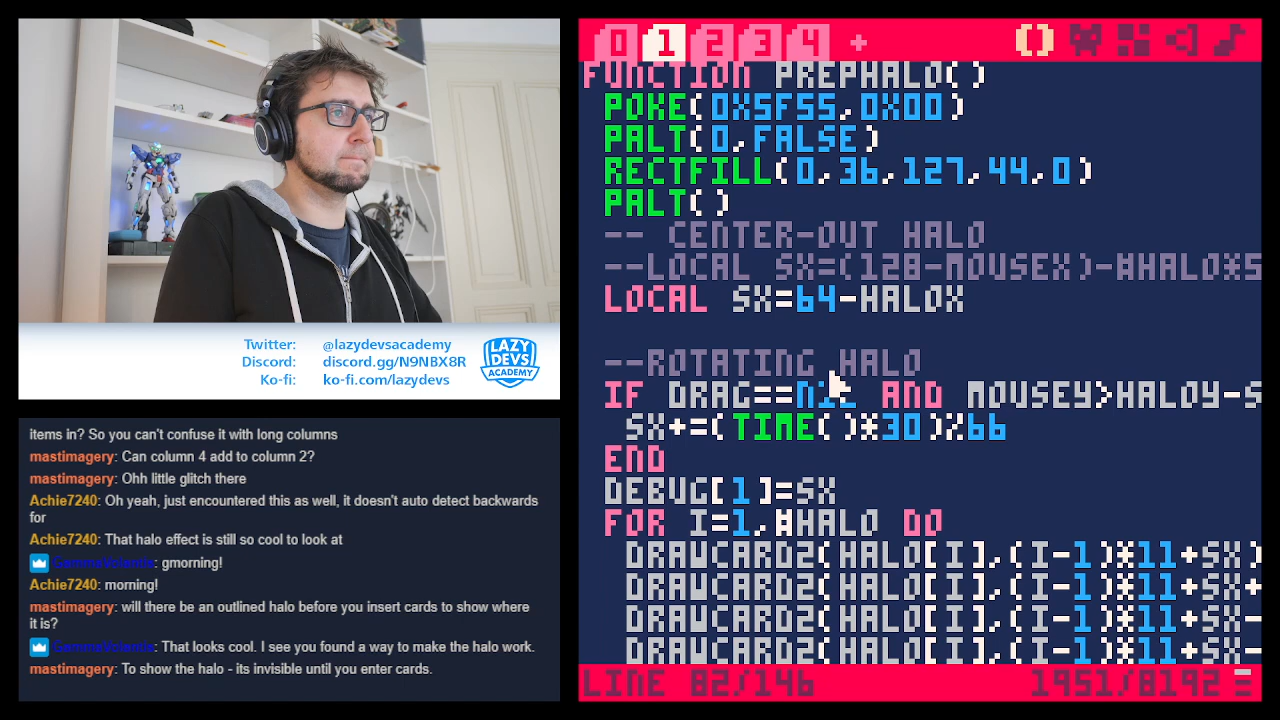 Twitter: @lazydevsacademy
Discord: discord.gg/N9NBX8R
Ko-fi: ko-fi.com/lazydevs
LAZY
DEVS
ACADEMY
items in? So you can't confuse it with long columns
mastimagery: Can column 4 add to column 2?
mastimagery: Ohh little glitch there
Achie7240: Oh yeah, just encountered this as well, it doesn't auto detect backwards
for
Achie7240: That halo effect is still so cool to look at
GammaVolantis: gmorning!
Achie7240: morning!
mastimagery: will there be an outlined halo before you insert cards to show where
it is?
That looks cool. I see you found a way to make the halo work.
mastimagery: To show the halo - its invisible until you enter cards.
0 1 2 3 4 +
FUNCTION PREPHALO()
POKE(0X5F55,0X00)
PALT(0,FALSE)
RECTFILL(0,36,127,44,0)
PALT()
-- CENTER-OUT HALO
--LOCAL SX=(128-MOUSEX)-#HALO*5
LOCAL SX=64-HALOX
--ROTATING HALO
IF DRAG==NIL AND MOUSEY>HALOY-S
SX+=(TIME()*30)%66
END
DEBUG[1]=SX
FOR I=1,#HALO DO
DRAWCARD2(HALO[I],(I-1)*11+SX)
DRAWCARD2(HALO[I],(I-1)*11+SX+
DRAWCARD2(HALO[I],(I-1)*11+SX-
DRAWCARD2(HALO[I],(I-1)*11+SX-
LINE 82/146
1951/8192